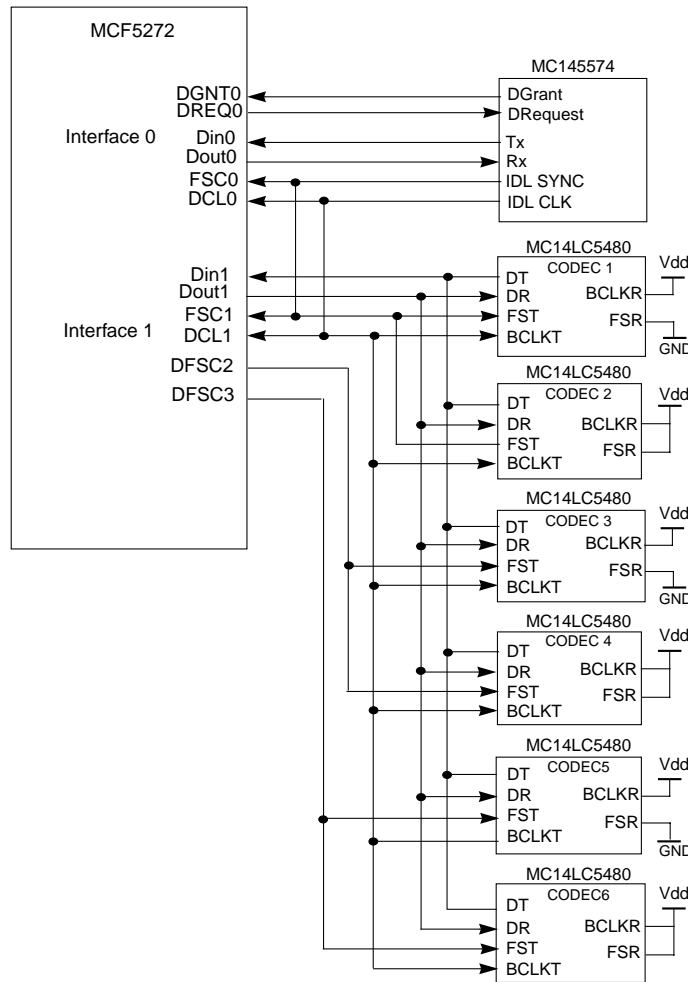 MCF5272
MC145574
DGNT0
DGrant
DREQ0
DRequest
Interface 0
Din0
Tx
Dout0
Rx
FSC0
IDL SYNC
DCL0
IDL CLK
MC14LC5480
CODEC 1
Vdd
Din1
DT
BCLKR
Dout1
DR
Interface 1
FSC1
FST
FSR
DCL1
BCLKT
GND
DFSC2
DFSC3
MC14LC5480
CODEC 2
Vdd
DT
BCLKR
DR
FST
FSR
BCLKT
MC14LC5480
CODEC 3
Vdd
DT
BCLKR
DR
FST
FSR
BCLKT
GND
MC14LC5480
CODEC 4
Vdd
DT
BCLKR
DR
FST
FSR
BCLKT
MC14LC5480
CODEC5
Vdd
DT
BCLKR
DR
FST
FSR
BCLKT
GND
MC14LC5480
CODEC6
Vdd
DT
BCLKR
DR
FST
FSR
BCLKT